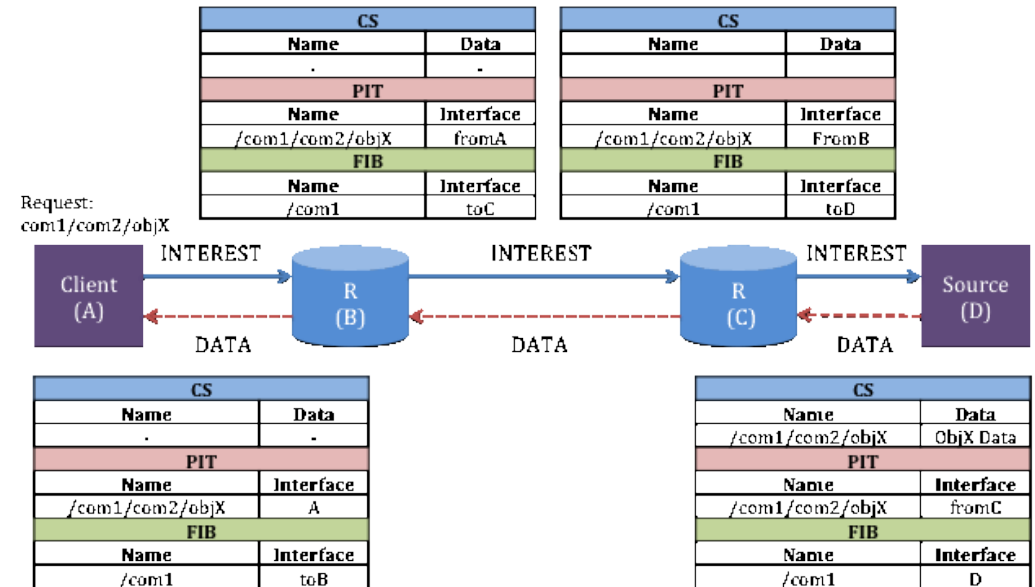 CS
Name Data
. -
PIT
Name Interface
/com1/com2/objX fromA
FIB
Name Interface
/com1 toC
CS
Name Data
PIT
Name Interface
/com1/com2/objX FromB
FIB
Name Interface
/com1 toD
Request:
com1/com2/objX
INTEREST INTEREST INTEREST
Client
(A)
R
(B)
R
(C)
Source
(D)
DATA DATA DATA
CS
Name Data
. -
PIT
Name Interface
/com1/com2/objX A
FIB
Name Interface
/com1 toB
CS
Name Data
/com1/com2/objX ObjX Data
PIT
Name Interface
/com1/com2/objX fromC
FIB
Name Interface
/com1 D